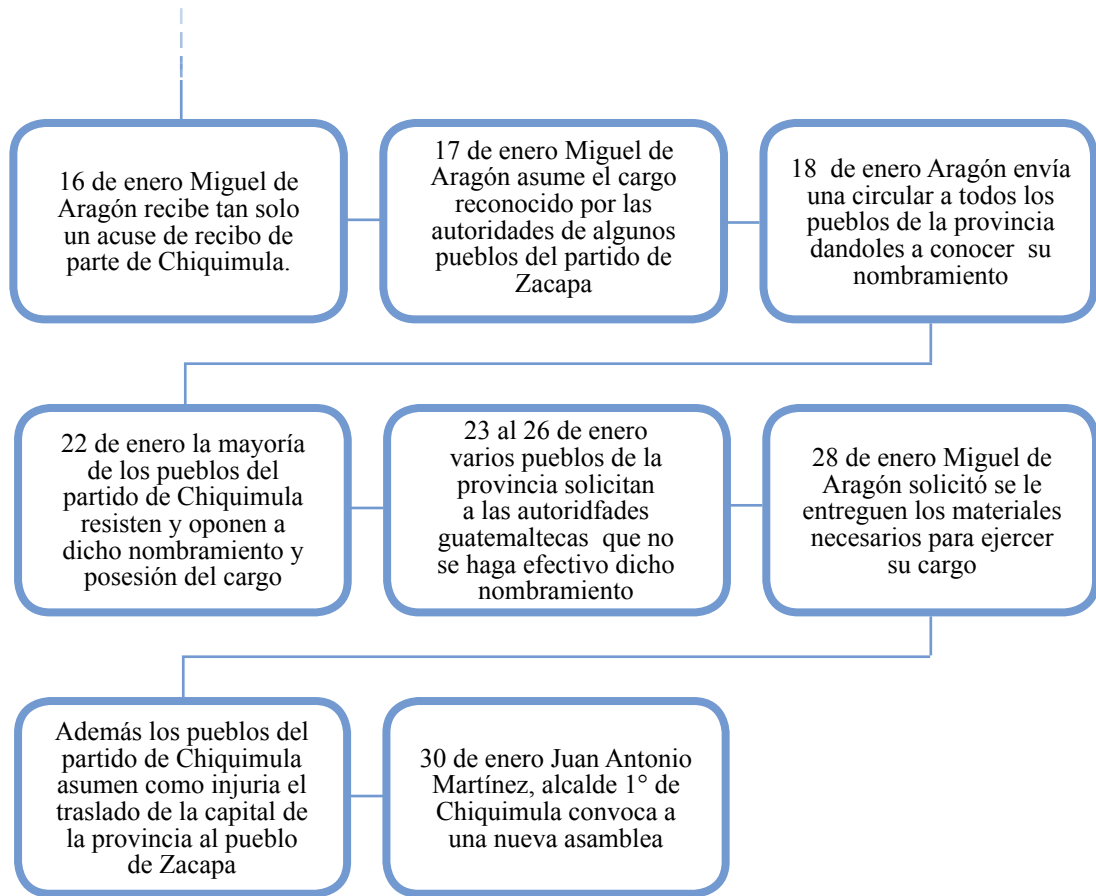 16 de enero Miguel de
Aragón recibe tan solo
un acuse de recibo de
parte de Chiquimula.
17 de enero Miguel de
Aragón asume el cargo
reconocido por las
autoridades de algunos
pueblos del partido de
Zacapa
18 de enero Aragón envía
una circular a todos los
pueblos de la provincia
dandoles a conocer su
nombramiento
22 de enero la mayoría
de los pueblos del
partido de Chiquimula
resisten y oponen a
dicho nombramiento y
posesión del cargo
23 al 26 de enero
varios pueblos de la
provincia solicitan
a las autoridfades
guatemaltecas que no
se haga efectivo dicho
nombramiento
28 de enero Miguel de
Aragón solicitó se le
entreguen los materiales
necesarios para ejercer
su cargo
Además los pueblos del
partido de Chiquimula
asumen como injuria el
traslado de la capital de
la provincia al pueblo
de Zacapa
30 de enero Juan Antonio
Martínez, alcalde 1° de
Chiquimula convoca a
una nueva asamblea